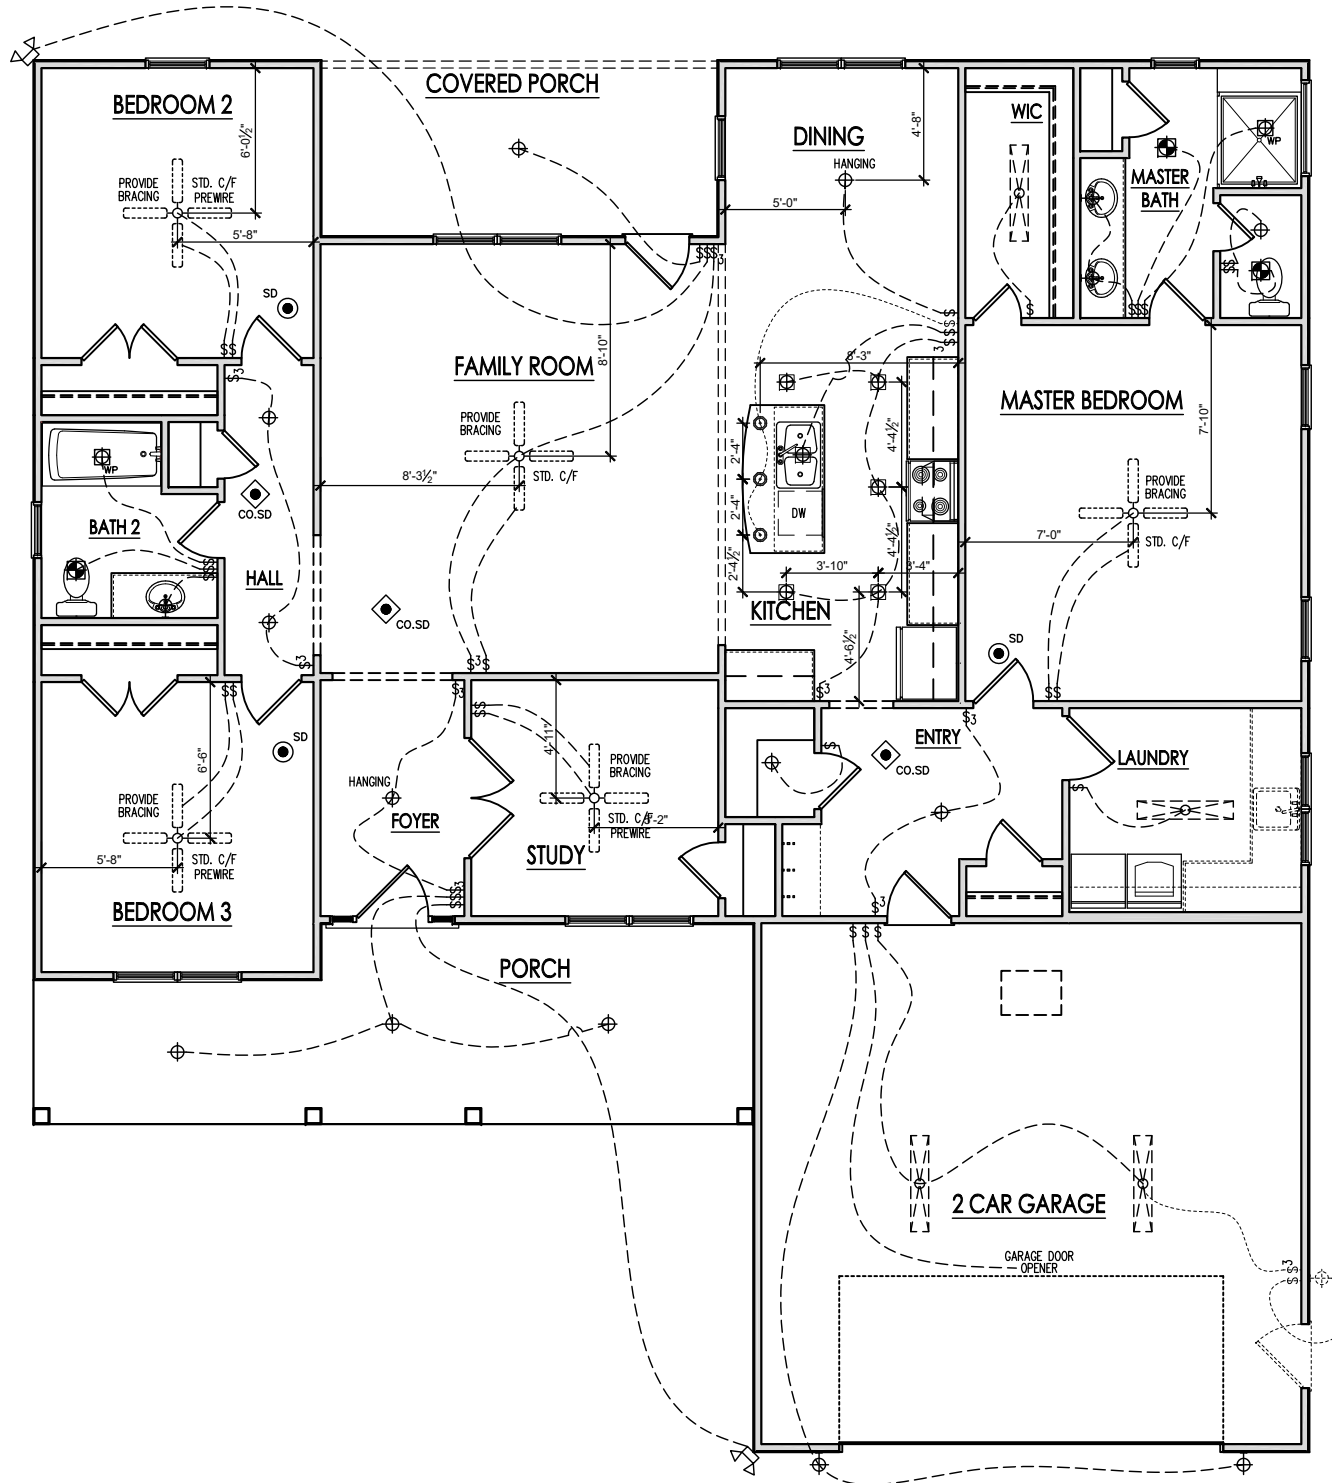 COVERED PORCH
BEDROOM 2
6'-0½"
PROVIDE
BRACING
STD. C/F
PREWIRE
5'-8"
SD
DINING
HANGING
4'-8"
5'-0"
WIC
WP
MASTER
BATH
$$$3
8'-10"
FAMILY ROOM
PROVIDE
BRACING
STD. C/F
8'-3½"
8'-3"
MASTER BEDROOM
7'-10"
PROVIDE
BRACING
STD. C/F
7'-0"
SD
4'-4½"
4'-4½"
2'-4"
2'-4"
2'-4½"
DW
3'-10"
3'-4"
KITCHEN
4'-6½"
WP
BATH 2
CO.SD
HALL
CO.SD
SD
6'-6"
PROVIDE
BRACING
STD. C/F
PREWIRE
5'-8"
BEDROOM 3
HANGING
FOYER
4'-11"
PROVIDE
BRACING
STD. C/F
PREWIRE
STUDY
ENTRY
CO.SD
LAUNDRY
PORCH
2 CAR GARAGE
GARAGE DOOR
OPENER